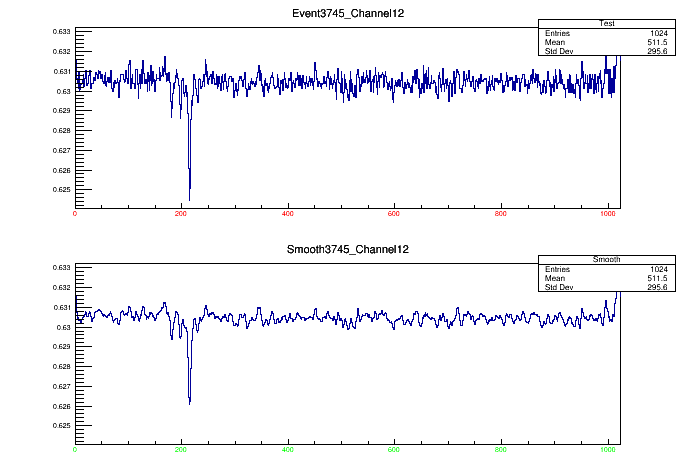 Event3745_Channel12
Test
Entries 1024
Mean 511.5
Std Dev 295.6
0.633
0.632
0.631
0.63
0.629
0.628
0.627
0.626
0.625
0 200 400 600 800 1000
Smooth3745_Channel12
Smooth
Entries 1024
Mean 511.5
Std Dev 295.6
0.633
0.632
0.631
0.63
0.629
0.628
0.627
0.626
0.625
0 200 400 600 800 1000